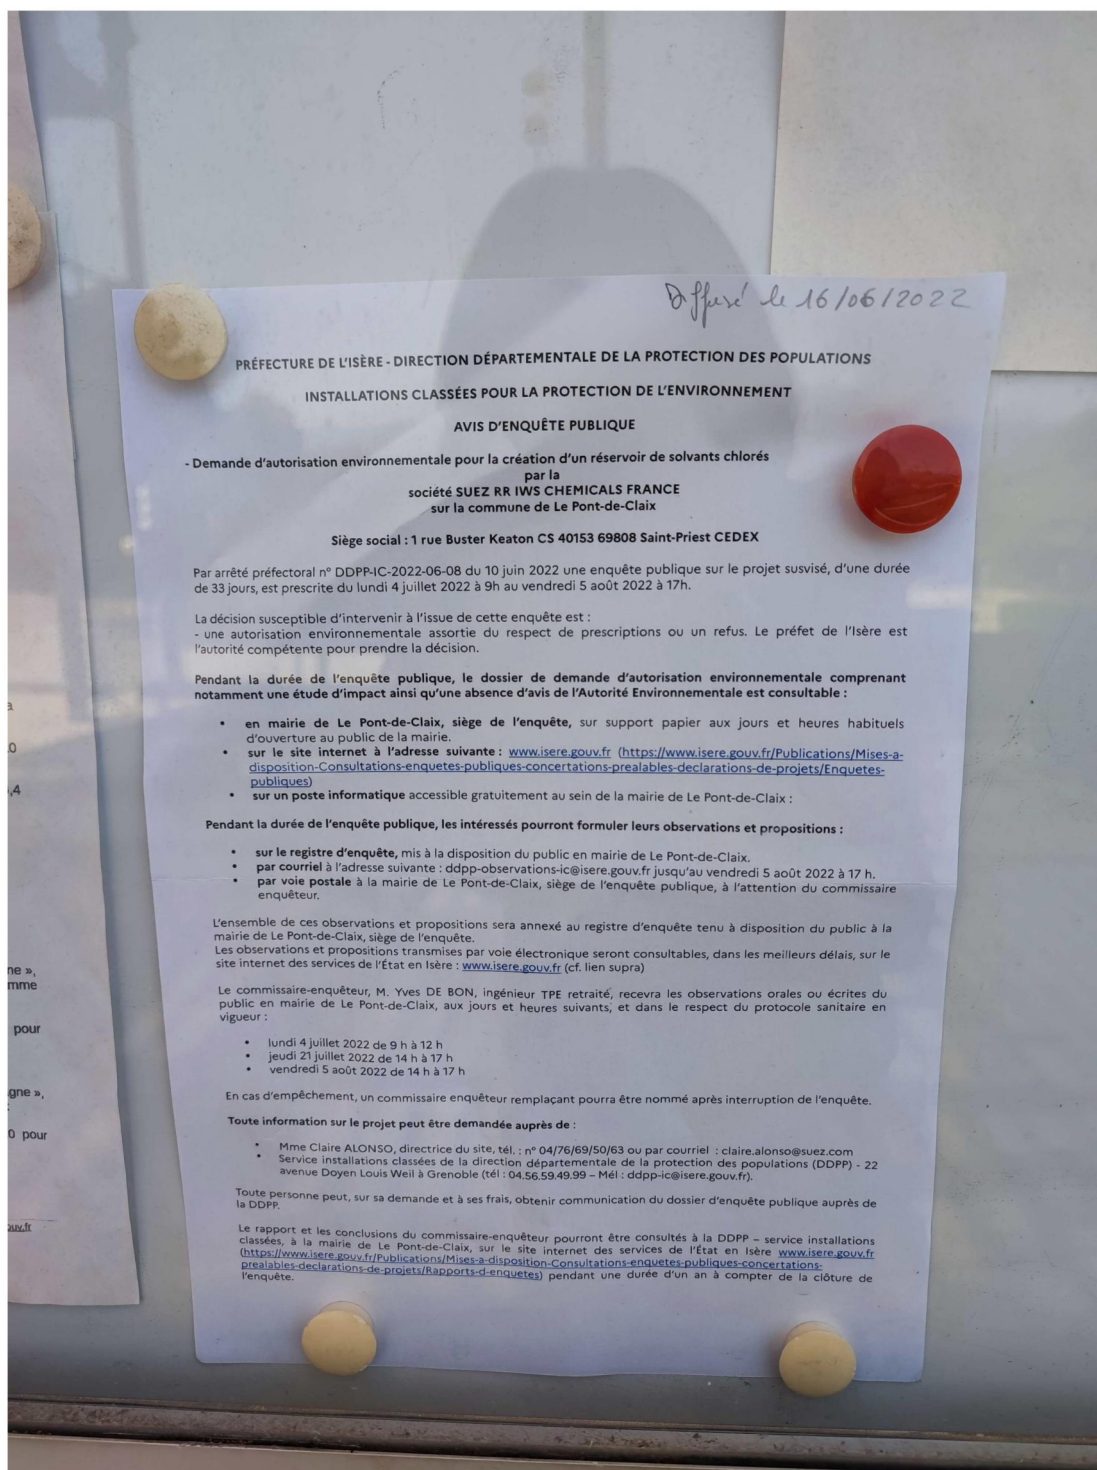 Diffusé le 16/06/2022
PRÉFECTURE DE L'ISÈRE - DIRECTION DÉPARTEMENTALE DE LA PROTECTION DES POPULATIONS
INSTALLATIONS CLASSÉES POUR LA PROTECTION DE L'ENVIRONNEMENT
AVIS D'ENQUÊTE PUBLIQUE
- Demande d'autorisation environnementale pour la création d'un réservoir de solvants chlorés
par la
société SUEZ RR IWS CHEMICALS FRANCE
sur la commune de Le Pont-de-Claix
Siège social : 1 rue Buster Keaton CS 40153 69808 Saint-Priest CEDEX
Par arrêté préfectoral n° DDPP-IC-2022-06-08 du 10 juin 2022 une enquête publique sur le projet susvisé, d'une durée
de 33 jours, est prescrite du lundi 4 juillet 2022 à 9h au vendredi 5 août 2022 à 17h.
La décision susceptible d'intervenir à l'issue de cette enquête est :
- une autorisation environnementale assortie du respect de prescriptions ou un refus. Le préfet de l'Isère est
l'autorité compétente pour prendre la décision.
Pendant la durée de l'enquête publique, le dossier de demande d'autorisation environnementale comprenant
notamment une étude d'impact ainsi qu'une absence d'avis de l'Autorité Environnementale est consultable :
• en mairie de Le Pont-de-Claix, siège de l'enquête, sur support papier aux jours et heures habituels
d'ouverture au public de la mairie.
• sur le site internet à l'adresse suivante : www.isere.gouv.fr (https://www.isere.gouv.fr/Publications/Mises-a-
disposition-Consultations-enquetes-publiques-concertations-prealables-declarations-de-projets/Enquetes-
publiques)
• sur un poste informatique accessible gratuitement au sein de la mairie de Le Pont-de-Claix :
Pendant la durée de l'enquête publique, les intéressés pourront formuler leurs observations et propositions :
• sur le registre d'enquête, mis à la disposition du public en mairie de Le Pont-de-Claix.
• par courriel à l'adresse suivante : ddpp-observations-ic@isere.gouv.fr jusqu'au vendredi 5 août 2022 à 17 h.
• par voie postale à la mairie de Le Pont-de-Claix, siège de l'enquête publique, à l'attention du commissaire
enquêteur.
L'ensemble de ces observations et propositions sera annexé au registre d'enquête tenu à disposition du public à la
mairie de Le Pont-de-Claix, siège de l'enquête.
Les observations et propositions transmises par voie électronique seront consultables, dans les meilleurs délais, sur le
site internet des services de l'État en Isère : www.isere.gouv.fr (cf. lien supra)
Le commissaire-enquêteur, M. Yves DE BON, ingénieur TPE retraité, recevra les observations orales ou écrites du
public en mairie de Le Pont-de-Claix, aux jours et heures suivants, et dans le respect du protocole sanitaire en
vigueur :
• lundi 4 juillet 2022 de 9 h à 12 h
• jeudi 21 juillet 2022 de 14 h à 17 h
• vendredi 5 août 2022 de 14 h à 17 h
En cas d'empêchement, un commissaire enquêteur remplaçant pourra être nommé après interruption de l'enquête.
Toute information sur le projet peut être demandée auprès de :
• Mme Claire ALONSO, directrice du site, tél. : n° 04/76/69/50/63 ou par courriel : claire.alonso@suez.com
• Service installations classées de la direction départementale de la protection des populations (DDPP) - 22
avenue Doyen Louis Weil à Grenoble (tél : 04.56.59.49.99 – Mél : ddpp-ic@isere.gouv.fr).
Toute personne peut, sur sa demande et à ses frais, obtenir communication du dossier d'enquête publique auprès de
la DDPP.
Le rapport et les conclusions du commissaire-enquêteur pourront être consultés à la DDPP – service installations
classées, à la mairie de Le Pont-de-Claix, sur le site internet des services de l'État en Isère www.isere.gouv.fr
(https://www.isere.gouv.fr/Publications/Mises-a-disposition-Consultations-enquetes-publiques-concertations-
prealables-declarations-de-projets/Rapports-d-enquetes) pendant une durée d'un an à compter de la clôture de
l'enquête.
a
,4
ne »,
mme
pour
gne »,
0 pour
ouv.fr